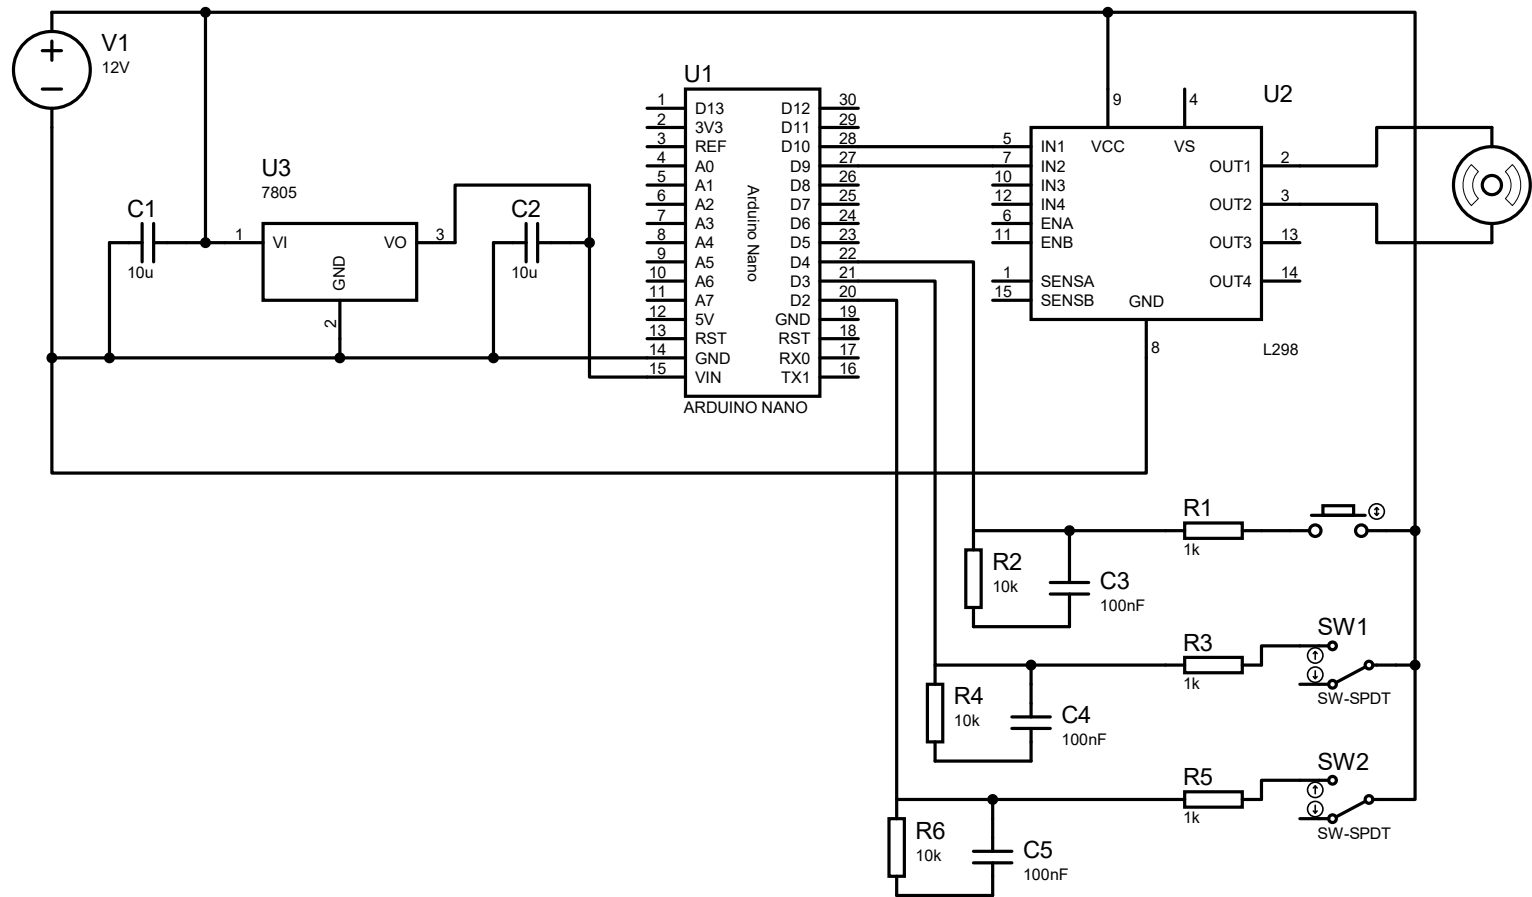 V1
12V
U3
7805
1
VI
VO
3
GND
2
C1
10u
C2
10u
U1
1
D13
D12
30
2
3V3
D11
29
3
REF
D10
28
4
A0
D9
27
5
A1
D8
26
6
A2
D7
25
7
A3
D6
24
8
A4
D5
23
9
A5
D4
22
10
A6
D3
21
11
A7
D2
20
12
5V
GND
19
13
RST
RST
18
14
GND
RX0
17
15
VIN
TX1
16
Arduino Nano
ARDUINO NANO
U2
9
4
5
IN1
VCC
VS
7
IN2
OUT1
2
10
IN3
12
IN4
OUT2
3
6
ENA
11
ENB
OUT3
13
1
SENSA
OUT4
14
15
SENSB
GND
8
L298
R1
1k
R2
10k
C3
100nF
R3
1k
SW1
SW-SPDT
R4
10k
C4
100nF
R5
1k
SW2
SW-SPDT
R6
10k
C5
100nF